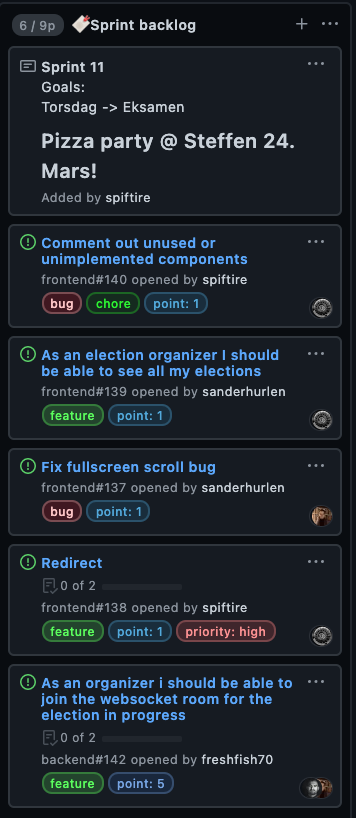 6 / 9p Sprint backlog
Sprint 11
Goals:
Torsdag -> Eksamen
Pizza party @ Steffen 24.
Mars!
Added by spiftire
Comment out unused or
unimplemented components
frontend#140 opened by spiftire
bug chore point: 1
As an election organizer I should
be able to see all my elections
frontend#139 opened by sanderhurlen
feature point: 1
Fix fullscreen scroll bug
frontend#137 opened by sanderhurlen
bug point: 1
Redirect
0 of 2
frontend#138 opened by spiftire
feature point: 1 priority: high
As an organizer i should be able to
join the websocket room for the
election in progress
0 of 2
backend#142 opened by freshfish70
feature point: 5